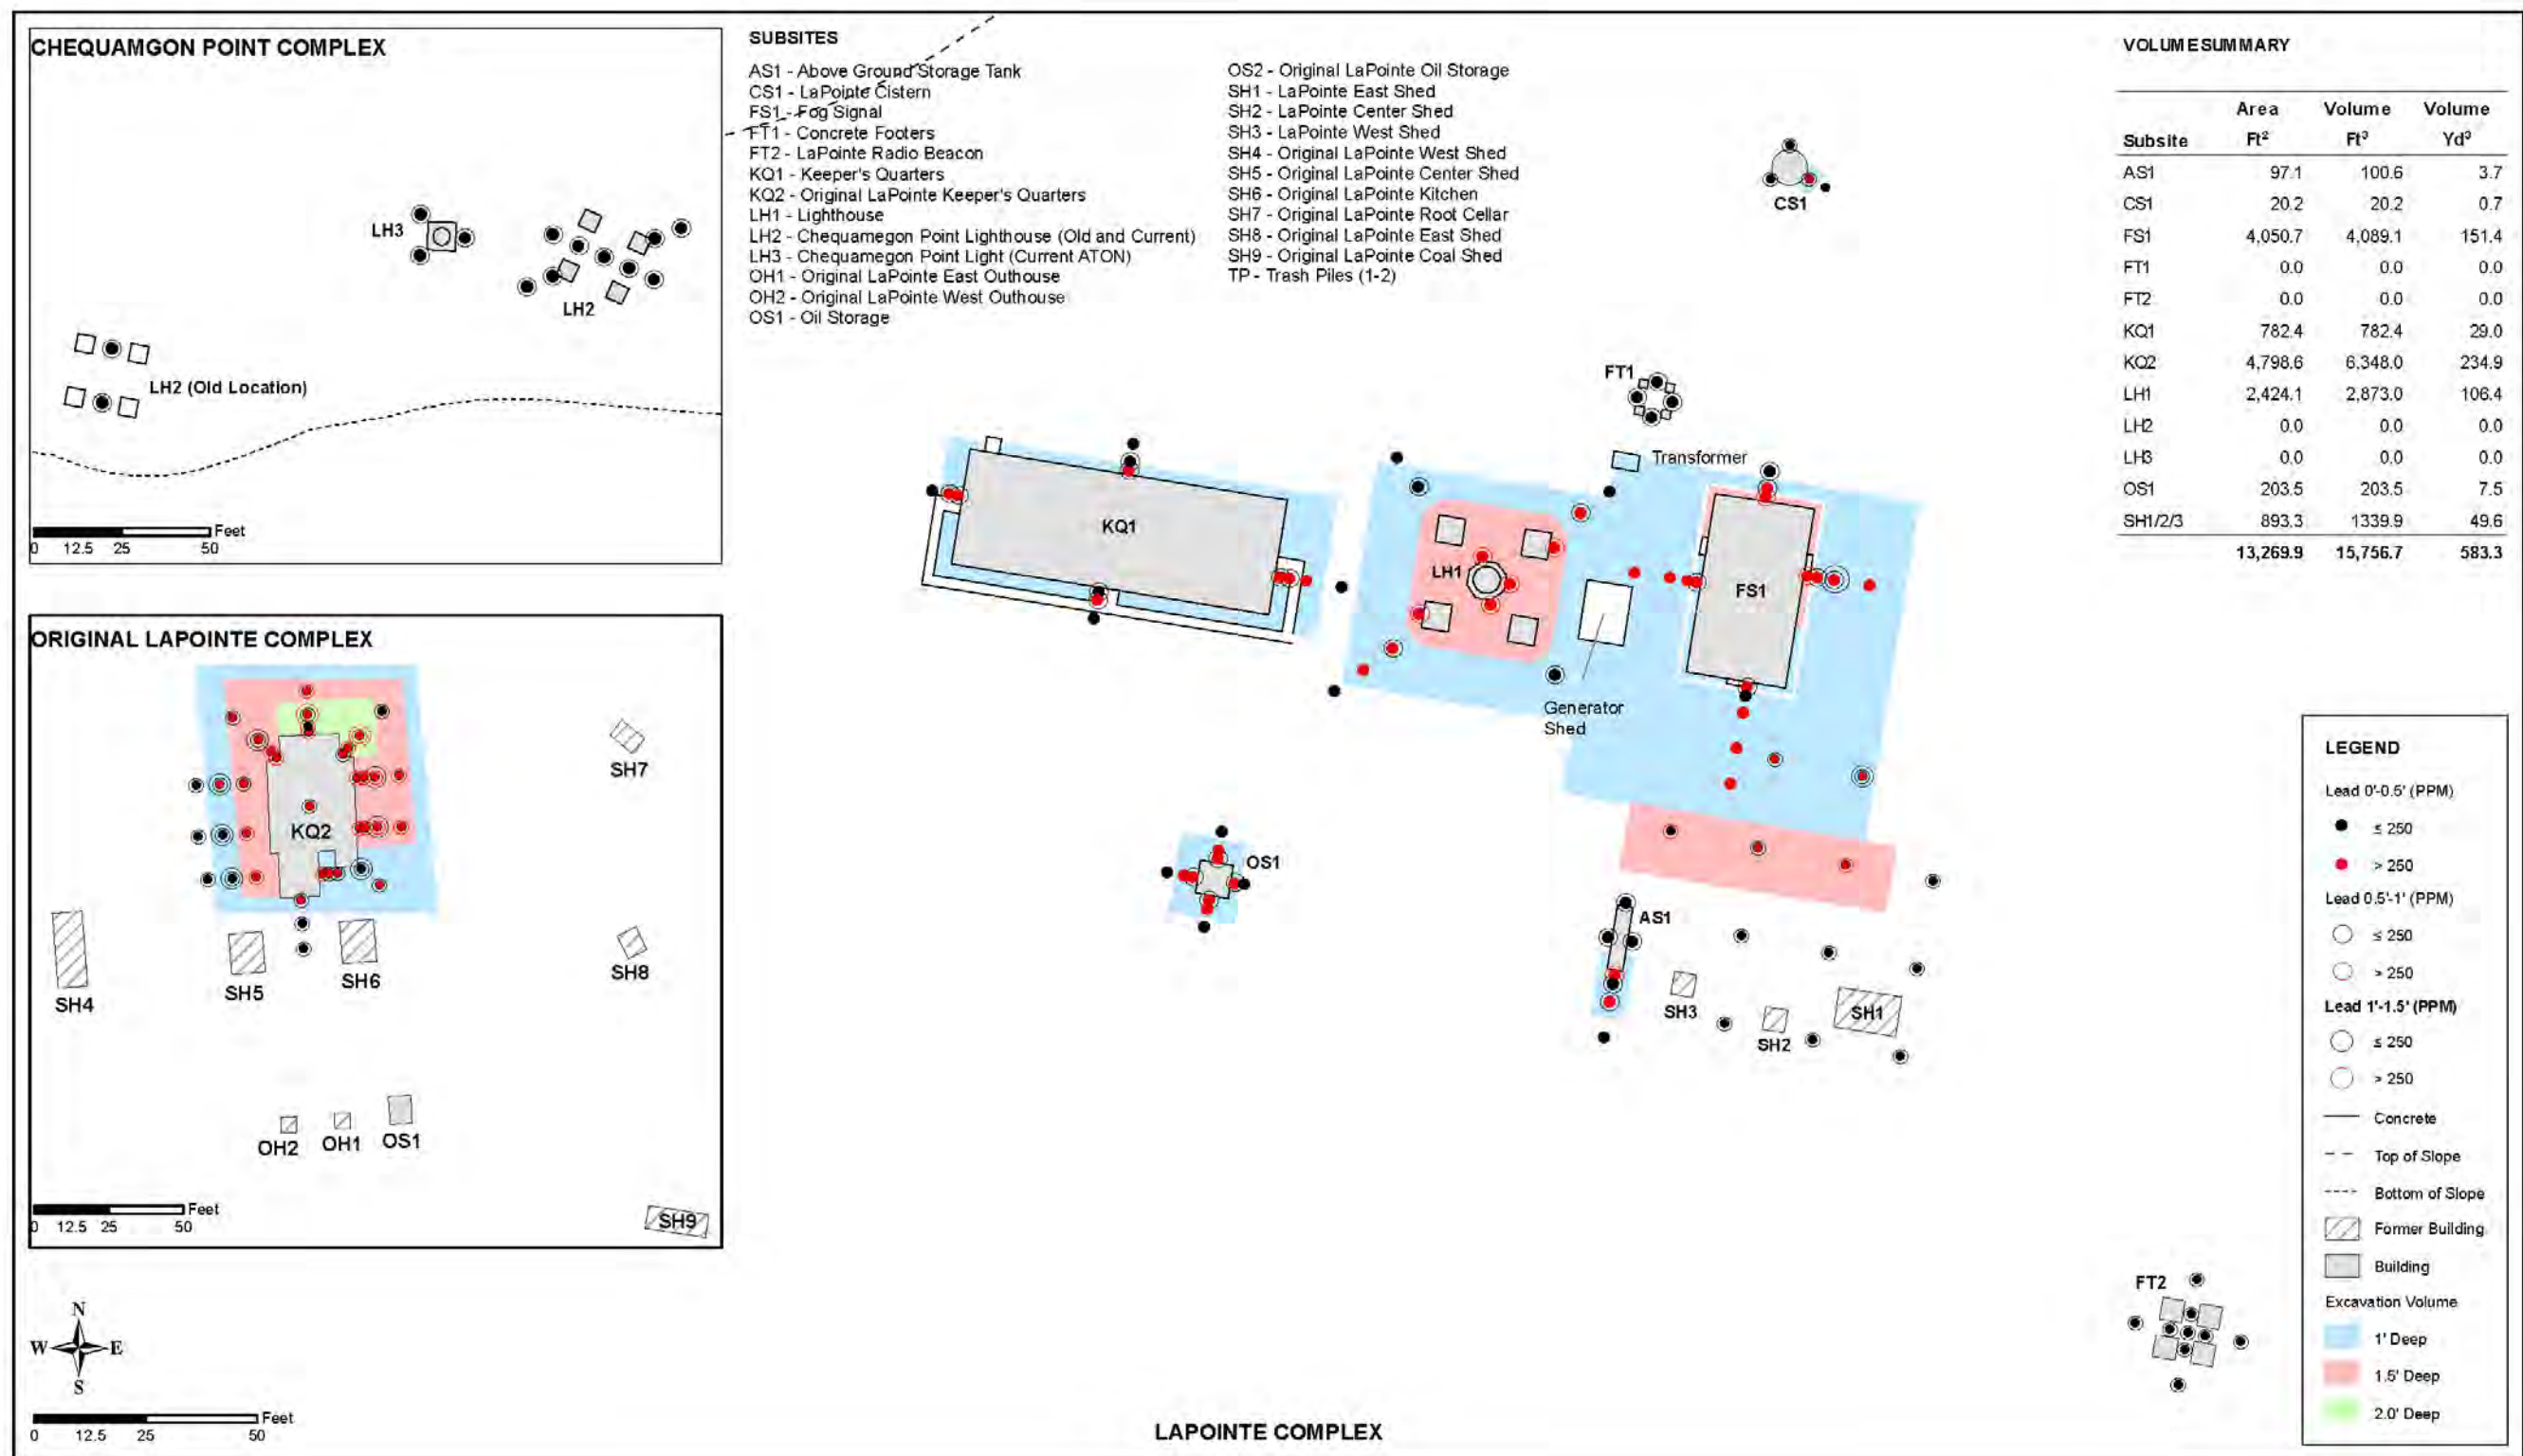 CHEQUAMGON POINT COMPLEX
LH3
LH2
LH2 (Old Location)
Feet
0 12.5 25 50
ORIGINAL LAPOINTE COMPLEX
KQ2
SH7
SH4
SH5
SH6
SH8
OH2
OH1
OS1
SH9
Feet
0 12.5 25 50
N
W E
S
Feet
0 12.5 25 50
SUBSITES
AS1 - Above Ground Storage Tank
CS1 - LaPointe Cistern
FS1 - Fog Signal
FT1 - Concrete Footers
FT2 - LaPointe Radio Beacon
KQ1 - Keeper's Quarters
KQ2 - Original LaPointe Keeper's Quarters
LH1 - Lighthouse
LH2 - Chequamegon Point Lighthouse (Old and Current)
LH3 - Chequamegon Point Light (Current ATON)
OH1 - Original LaPointe East Outhouse
OH2 - Original LaPointe West Outhouse
OS1 - Oil Storage
OS2 - Original LaPointe Oil Storage
SH1 - LaPointe East Shed
SH2 - LaPointe Center Shed
SH3 - LaPointe West Shed
SH4 - Original LaPointe West Shed
SH5 - Original LaPointe Center Shed
SH6 - Original LaPointe Kitchen
SH7 - Original LaPointe Root Cellar
SH8 - Original LaPointe East Shed
SH9 - Original LaPointe Coal Shed
TP - Trash Piles (1-2)
CS1
FT1
Transformer
KQ1
LH1
FS1
Generator
Shed
OS1
AS1
SH3
SH2
SH1
FT2
LAPOINTE COMPLEX
VOLUMESUMMARY
Area Volume Volume
Subsite Ft² Ft³ Yd³
AS1 97.1 100.6 3.7
CS1 20.2 20.2 0.7
FS1 4,050.7 4,089.1 151.4
FT1 0.0 0.0 0.0
FT2 0.0 0.0 0.0
KQ1 782.4 782.4 29.0
KQ2 4,798.6 6,348.0 234.9
LH1 2,424.1 2,873.0 106.4
LH2 0.0 0.0 0.0
LH3 0.0 0.0 0.0
OS1 203.5 203.5 7.5
SH1/2/3 893.3 1339.9 49.6
13,269.9 15,756.7 583.3
LEGEND
Lead 0'-0.5' (PPM)
≤ 250
> 250
Lead 0.5'-1' (PPM)
≤ 250
> 250
Lead 1'-1.5' (PPM)
≤ 250
> 250
Concrete
Top of Slope
Bottom of Slope
Former Building
Building
Excavation Volume
1' Deep
1.5' Deep
2.0' Deep